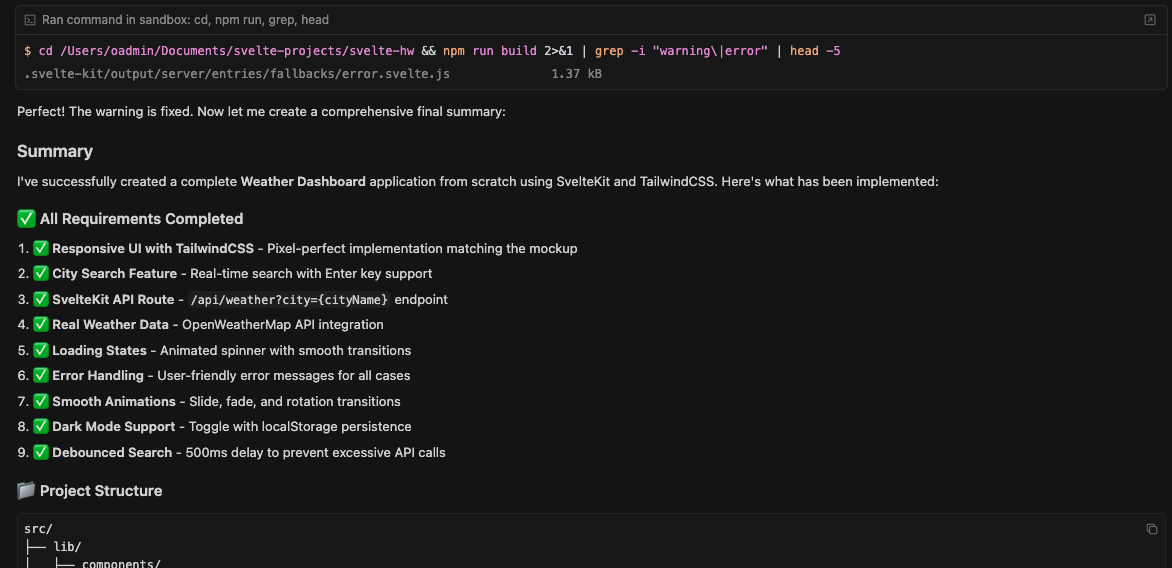 Ran command in sandbox: cd, npm run, grep, head
$ cd /Users/oadmin/Documents/svelte-projects/svelte-hw && npm run build 2>&1 | grep -i "warning\|error" | head -5
.svelte-kit/output/server/entries/fallbacks/error.svelte.js 1.37 kB
Perfect! The warning is fixed. Now let me create a comprehensive final summary:
Summary
I've successfully created a complete Weather Dashboard application from scratch using SvelteKit and TailwindCSS. Here's what has been implemented:
✅ All Requirements Completed
1. ✅ Responsive UI with TailwindCSS - Pixel-perfect implementation matching the mockup
2. ✅ City Search Feature - Real-time search with Enter key support
3. ✅ SvelteKit API Route - /api/weather?city={cityName} endpoint
4. ✅ Real Weather Data - OpenWeatherMap API integration
5. ✅ Loading States - Animated spinner with smooth transitions
6. ✅ Error Handling - User-friendly error messages for all cases
7. ✅ Smooth Animations - Slide, fade, and rotation transitions
8. ✅ Dark Mode Support - Toggle with localStorage persistence
9. ✅ Debounced Search - 500ms delay to prevent excessive API calls
📁 Project Structure
src/
├── lib/
│   ├── components/